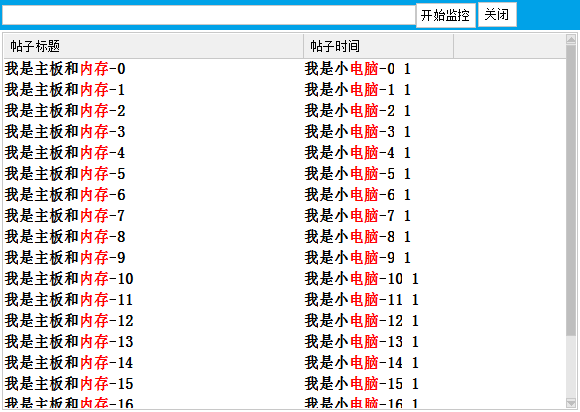 开始监控 关闭
帖子标题 帖子时间
我是主板和内存-0 我是小电脑-0 1
我是主板和内存-1 我是小电脑-1 1
我是主板和内存-2 我是小电脑-2 1
我是主板和内存-3 我是小电脑-3 1
我是主板和内存-4 我是小电脑-4 1
我是主板和内存-5 我是小电脑-5 1
我是主板和内存-6 我是小电脑-6 1
我是主板和内存-7 我是小电脑-7 1
我是主板和内存-8 我是小电脑-8 1
我是主板和内存-9 我是小电脑-9 1
我是主板和内存-10 我是小电脑-10 1
我是主板和内存-11 我是小电脑-11 1
我是主板和内存-12 我是小电脑-12 1
我是主板和内存-13 我是小电脑-13 1
我是主板和内存-14 我是小电脑-14 1
我是主板和内存-15 我是小电脑-15 1
我是主板和内存-16 我是小电脑-16 1